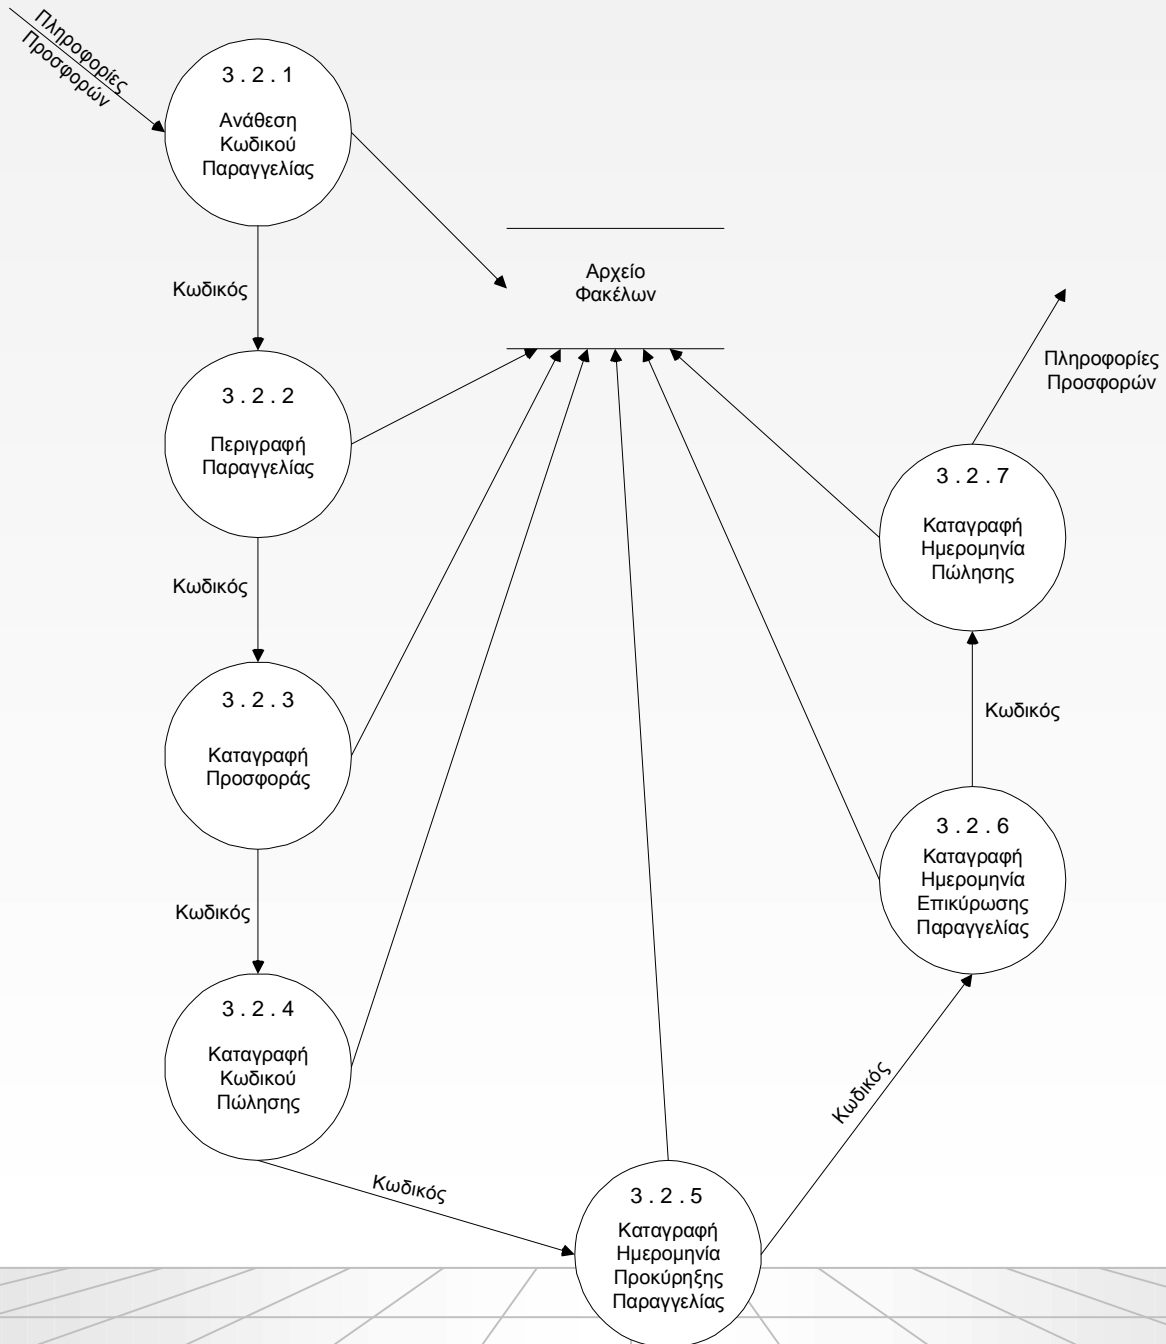 Πληροφορίες
Προσφορών
3.2.1
Ανάθεση
Κωδικού
Παραγγελίας
Κωδικός
Αρχείο
Φακέλων
3.2.2
Περιγραφή
Παραγγελίας
Κωδικός
3.2.3
Καταγραφή
Προσφοράς
Κωδικός
3.2.4
Καταγραφή
Κωδικού
Πώλησης
Κωδικός
3.2.5
Καταγραφή
Ημερομηνία
Προκύρηξης
Παραγγελίας
Κωδικός
3.2.6
Καταγραφή
Ημερομηνία
Επικύρωσης
Παραγγελίας
Κωδικός
3.2.7
Καταγραφή
Ημερομηνία
Πώλησης
Πληροφορίες
Προσφορών